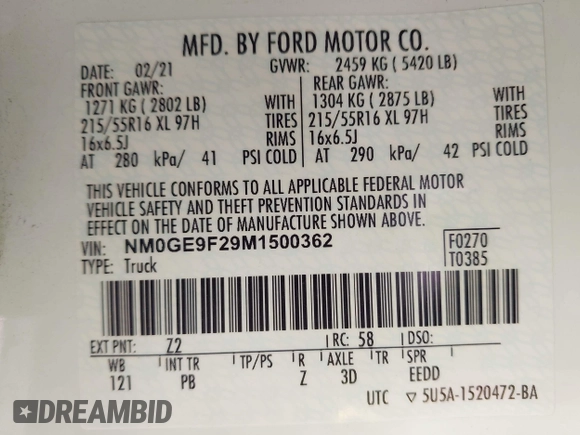 MFD. BY FORD MOTOR CO.
DATE: 02/21 GVWR: 2459 KG ( 5420 LB)
FRONT GAWR: REAR GAWR:
1271 KG ( 2802 LB) WITH 1304 KG ( 2875 LB) WITH
215/55R16 XL 97H TIRES 215/55R16 XL 97H TIRES
16x6.5J RIMS 16x6.5J RIMS
AT 280 kPa/ 41 PSI COLD AT 290 kPa/ 42 PSI COLD
THIS VEHICLE CONFORMS TO ALL APPLICABLE FEDERAL MOTOR
VEHICLE SAFETY AND THEFT PREVENTION STANDARDS IN
EFFECT ON THE DATE OF MANUFACTURE SHOWN ABOVE.
VIN: NM0GE9F29M1500362 F0270
TYPE: Truck T0385
EXT PNT: Z2 RC: 58 DSO:
WB INT TR TP/PS R AXLE TR SPR
121 PB Z 3D EEDD
UTC ▽ 5U5A-1520472-BA
DREAMBID